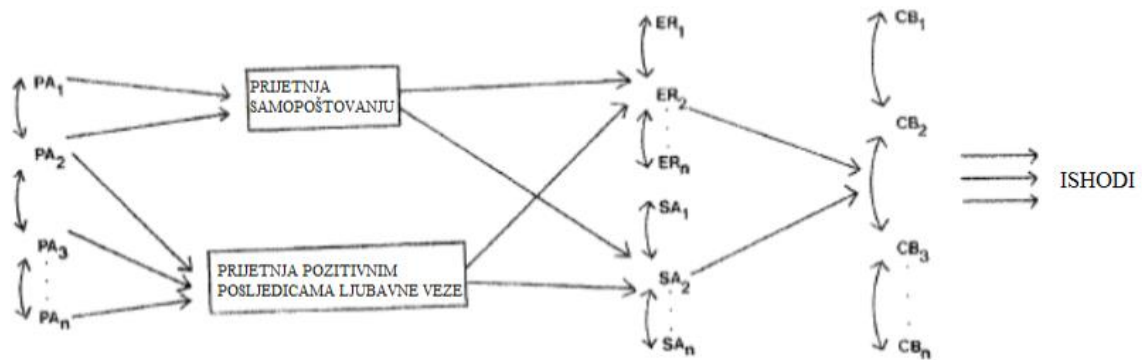 PA1
PA2
PA3
PAn
PRIJETNJA
SAMOPOŠTOVANJU
PRIJETNJA POZITIVNIM
POSLJEDICAMA LJUBAVNE VEZE
ER1
ER2
ERn
SA1
SA2
SAn
CB1
CB2
CB3
CBn
ISHODI